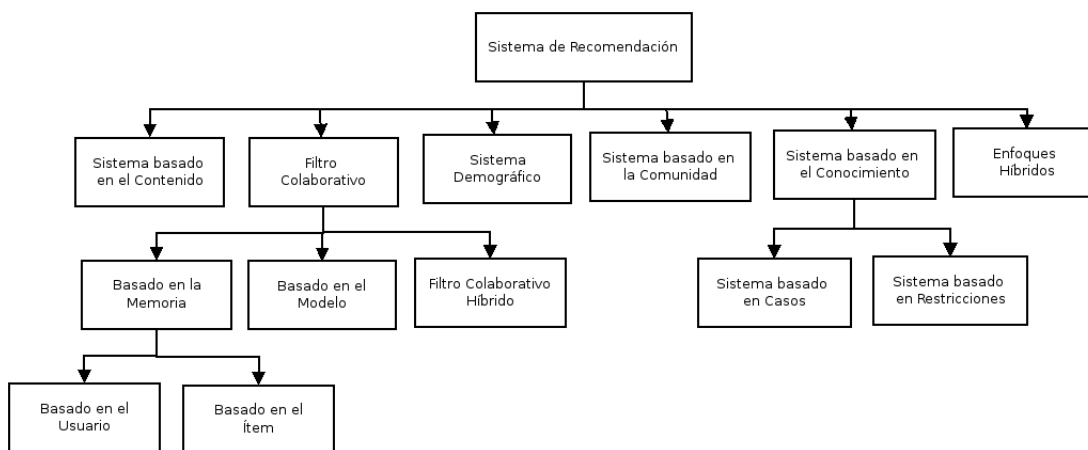 Sistema de Recomendación
Sistema basado
en el Contenido
Filtro
Colaborativo
Sistema
Demográfico
Sistema basado en
la Comunidad
Sistema basado en
el Conocimiento
Enfoques
Híbridos
Basado en la
Memoria
Basado en el
Modelo
Filtro Colaborativo
Híbrido
Sistema basado
en Casos
Sistema basado
en Restricciones
Basado en el
Usuario
Basado en el
Ítem